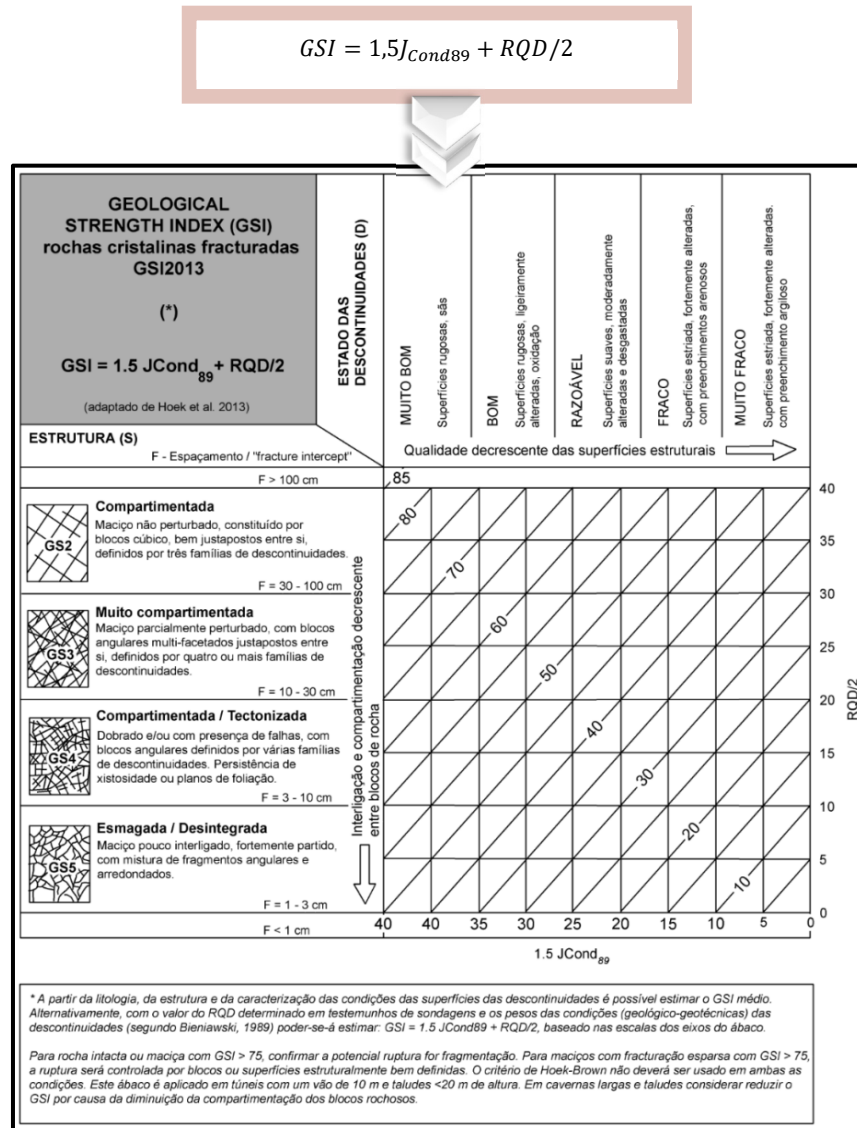 GSI = 1,5J_Cond89 + RQD/2
GEOLOGICAL
STRENGTH INDEX (GSI)
rochas cristalinas fracturadas
GSI2013
(*)
GSI = 1.5 JCond89 + RQD/2
(adaptado de Hoek et al. 2013)
ESTADO DAS
DESCONTINUIDADES (D)
MUITO BOM
Superfícies rugosas, sãs
BOM
Superfícies rugosas, ligeiramente
alteradas, oxidação
RAZOÁVEL
Superfícies suaves, moderadamente
alteradas e desgastadas
FRACO
Superfícies estriada, fortemente alteradas,
com preenchimentos arenosos
MUITO FRACO
Superfícies estriada, fortemente alteradas.
com preenchimento argiloso
ESTRUTURA (S)
F - Espaçamento / "fracture intercept"
Qualidade decrescente das superfícies estruturais
F > 100 cm
85
40
GS2
Compartimentada
Maciço não perturbado, constituído por
blocos cúbico, bem justapostos entre si,
definidos por três famílias de descontinuidades.
F = 30 - 100 cm
GS3
Muito compartimentada
Maciço parcialmente perturbado, com blocos
angulares multi-facetados justapostos entre
si, definidos por quatro ou mais famílias de
descontinuidades.
F = 10 - 30 cm
GS4
Compartimentada / Tectonizada
Dobrado e/ou com presença de falhas, com
blocos angulares definidos por várias famílias
de descontinuidades. Persistência de
xistosidade ou planos de foliação.
F = 3 - 10 cm
GS5
Esmagada / Desintegrada
Maciço pouco interligado, fortemente partido,
com mistura de fragmentos angulares e
arredondados.
F = 1 - 3 cm
F < 1 cm
Interligação e compartimentação decrescente
entre blocos de rocha
80
70
60
50
40
30
20
10
35
30
25
20
15
10
5
0
RQD/2
40 40 35 30 25 20 15 10 5 0
1.5 JCond89
* A partir da litologia, da estrutura e da caracterização das condições das superfícies das descontinuidades é possível estimar o GSI médio.
Alternativamente, com o valor do RQD determinado em testemunhos de sondagens e os pesos das condições (geológico-geotécnicas) das
descontinuidades (segundo Bieniawski, 1989) poder-se-á estimar: GSI = 1.5 JCond89 + RQD/2, baseado nas escalas dos eixos do ábaco.
Para rocha intacta ou maciça com GSI > 75, confirmar a potencial ruptura for fragmentação. Para maciços com fracturação esparsa com GSI > 75,
a ruptura será controlada por blocos ou superfícies estruturalmente bem definidas. O critério de Hoek-Brown não deverá ser usado em ambas as
condições. Este ábaco é aplicado em túneis com um vão de 10 m e taludes <20 m de altura. Em cavernas largas e taludes considerar reduzir o
GSI por causa da diminuição da compartimentação dos blocos rochosos.